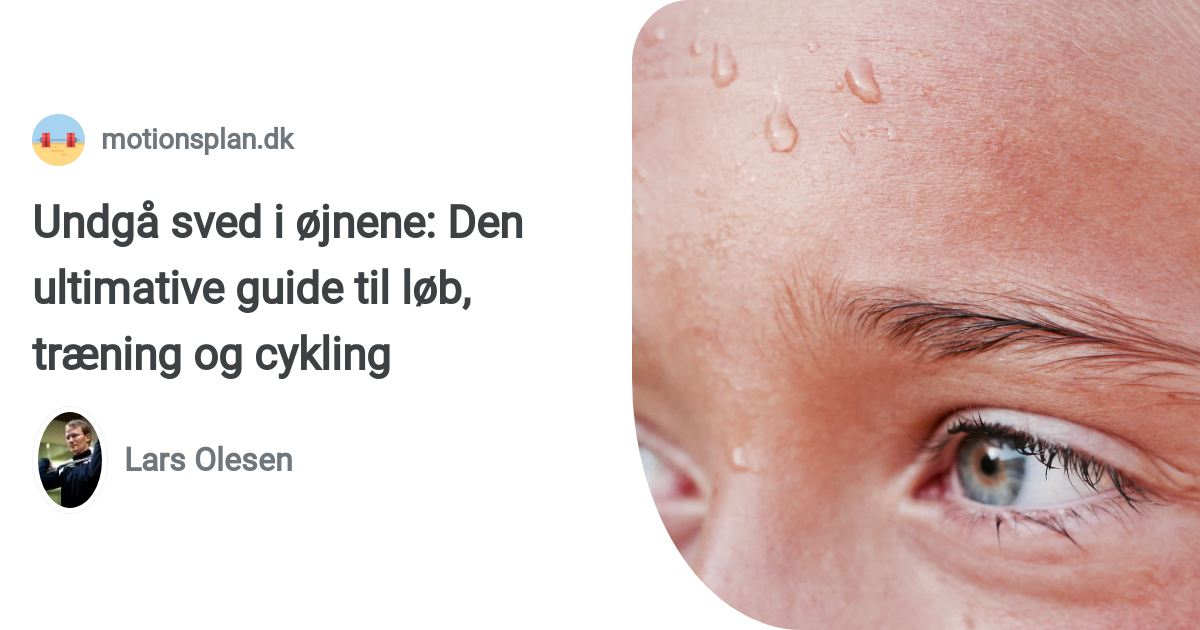 motionsplan.dk
Undgå sved i øjnene: Den
ultimative guide til løb,
træning og cykling
Lars Olesen